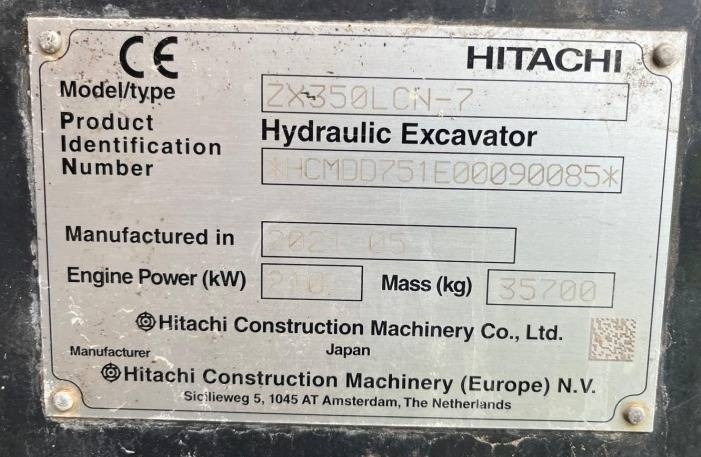 CE HITACHI
Model/type ZX350LCN-7
Product Identification Number Hydraulic Excavator
*HCMDD751E00090085*
Manufactured in 2021-05
Engine Power (kW) 210 Mass (kg) 35700
Hitachi Construction Machinery Co., Ltd.
Japan
Manufacturer
Hitachi Construction Machinery (Europe) N.V.
Sicilieweg 5, 1045 AT Amsterdam, The Netherlands